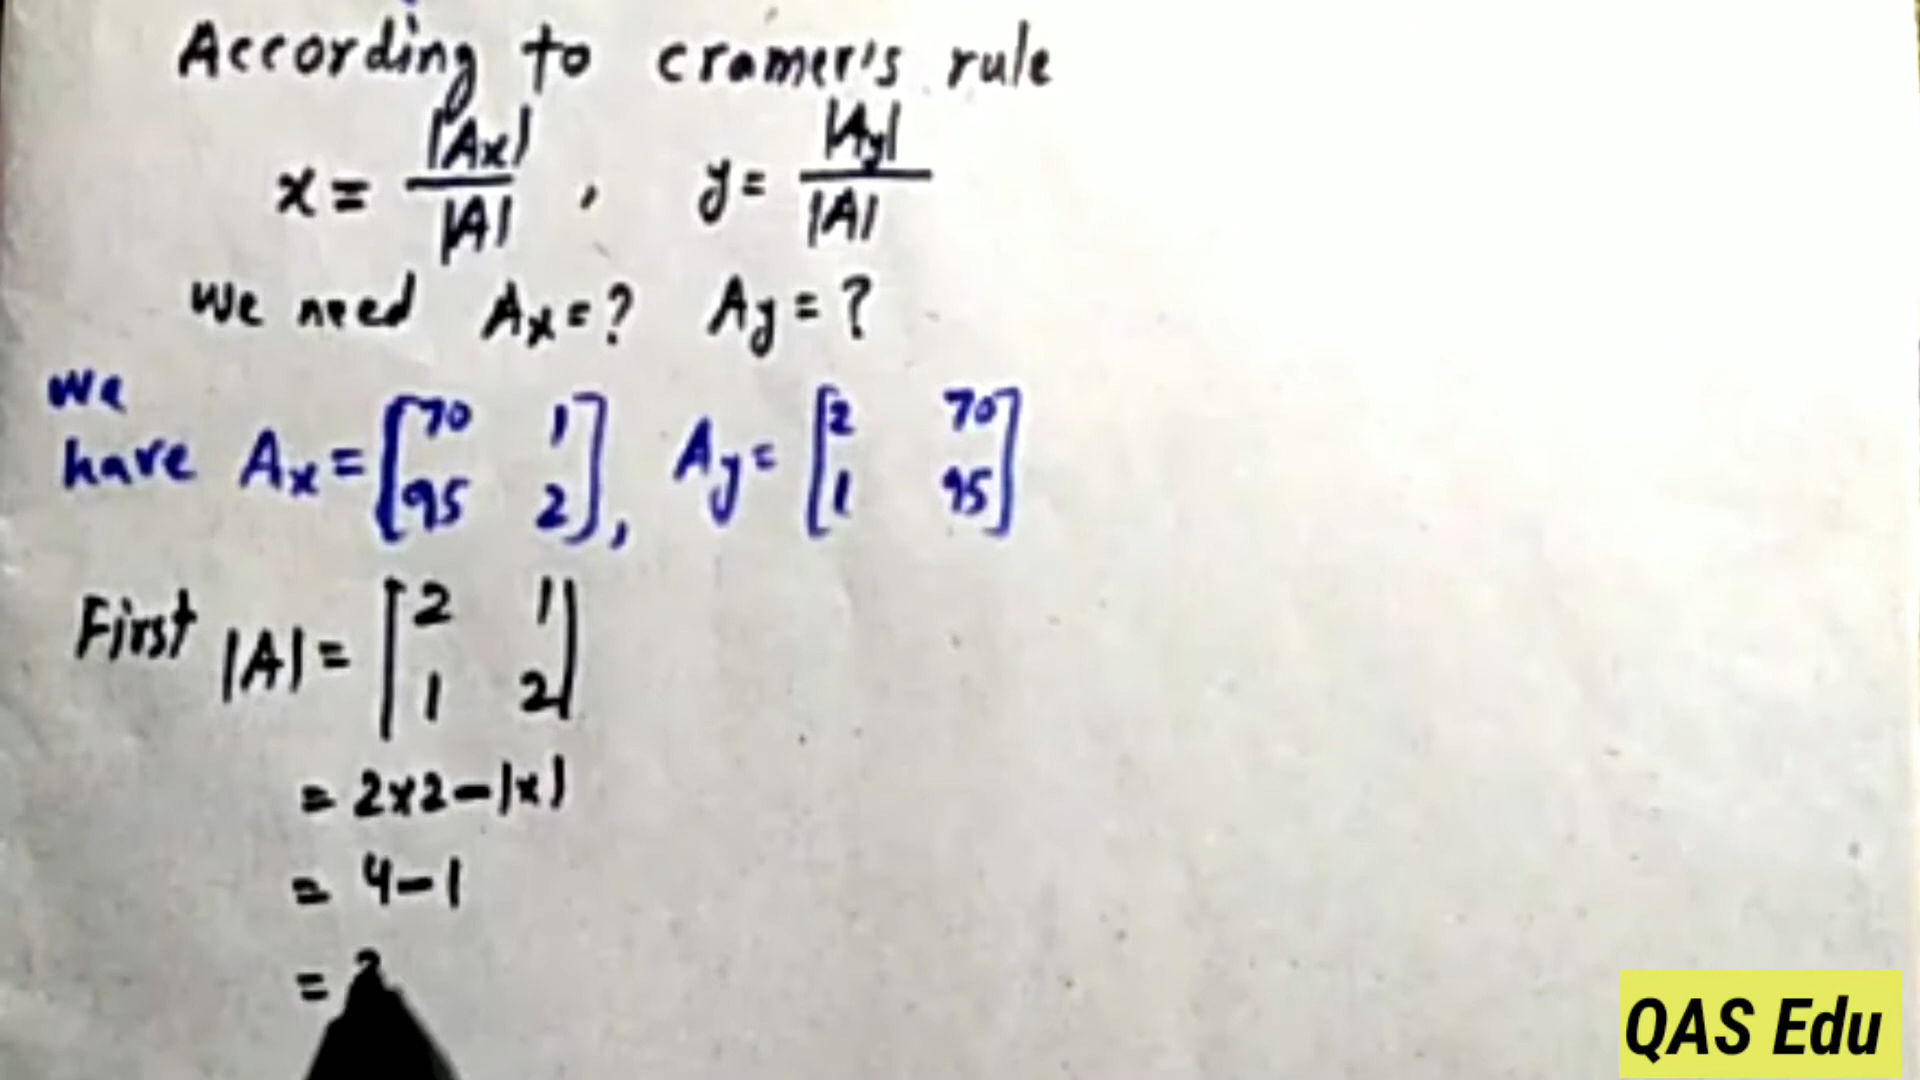 According to cramer's rule
x = |Ax| / |A| , y = |Ay| / |A|
We need Ax = ? Ay = ?
we
have Ax = [70 1; 95 2], Ay = [2 70; 1 95]
First |A| = |2 1; 1 2|
= 2x2-1x1
= 4-1
=
QAS Edu